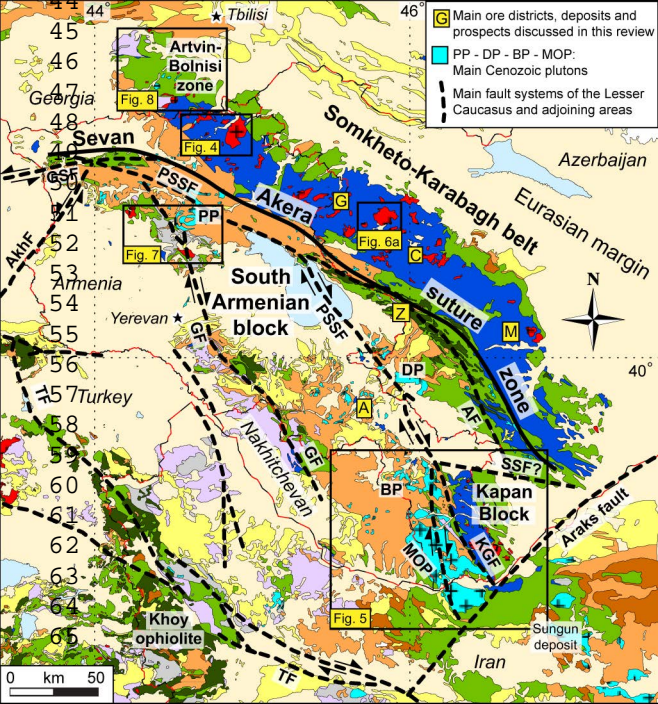 44
46
Tbilisi
G
Main ore districts, deposits and
prospects discussed in this review
PP - DP - BP - MOP:
Main Cenozoic plutons
Main fault systems of the Lesser
Caucasus and adjoining areas
45
46
47
48
49
50
51
52
53
54
55
56
57
58
59
60
61
62
63
64
65
Artvin-
Bolnisi
zone
Fig. 8
Georgia
Fig. 4
Sevan
Somkheto-Karabagh belt
Azerbaijan
Eurasian margin
GSF
PSSF
Akera
G
PP
Fig. 6a
AkhF
Fig. 7
C
South
Armenian
block
Armenia
N
Yerevan
PSSF
Z
suture
M
GF
zone
40°
DP
TF
Turkey
A
AF
Nakhitchevan
GF
SSF?
BP
Kapan
Block
Araks fault
MOP
KGF
Khoy
ophiolite
Fig. 5
Sungun
deposit
Iran
TF
0 km 50